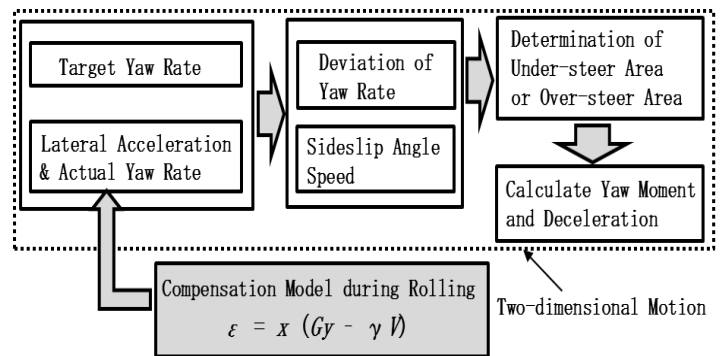 Target Yaw Rate
Lateral Acceleration
& Actual Yaw Rate
Deviation of
Yaw Rate
Sideslip Angle
Speed
Determination of
Under-steer Area
or Over-steer Area
Calculate Yaw Moment
and Deceleration
Compensation Model during Rolling
ε = x (Gy - γ V)
Two-dimensional Motion